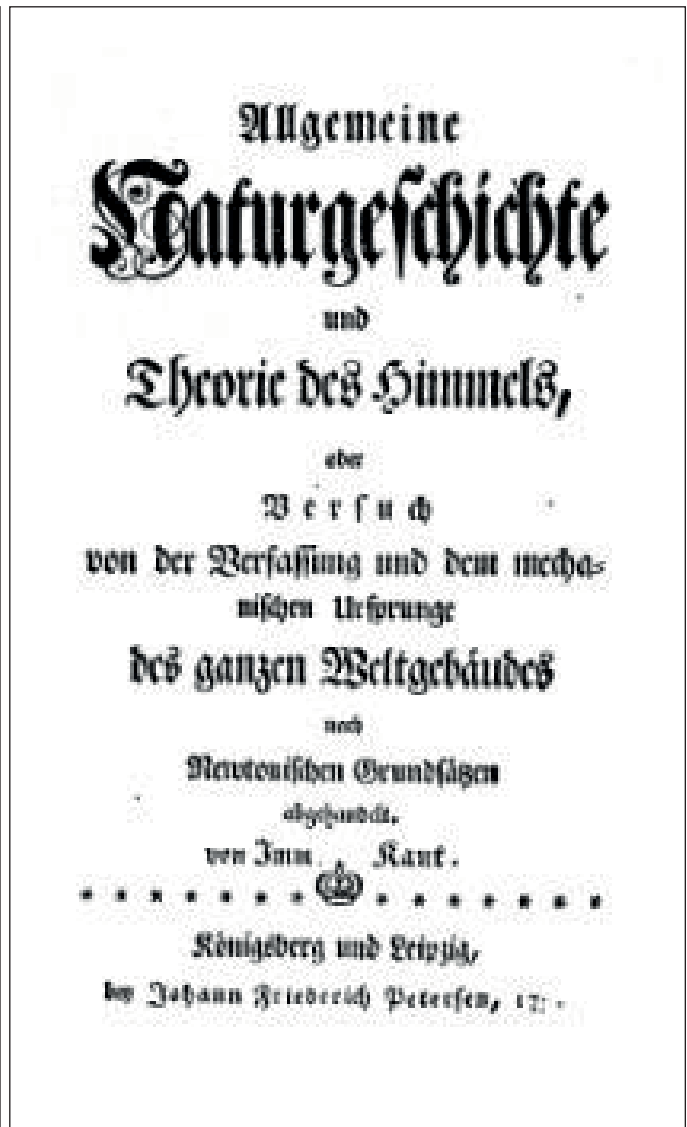 Allgemeine
Naturgeſchichte
und
Theorie des Himmels,
oder
Verſuch
von der Verfaſſung und dem mecha-
niſchen Urſprunge
des ganzen Weltgebäudes
nach
Newtoniſchen Grundſätzen
abgehandelt.
von Imm. Kant.
Königsberg und Leipzig,
bey Johann Friederich Peterſen,